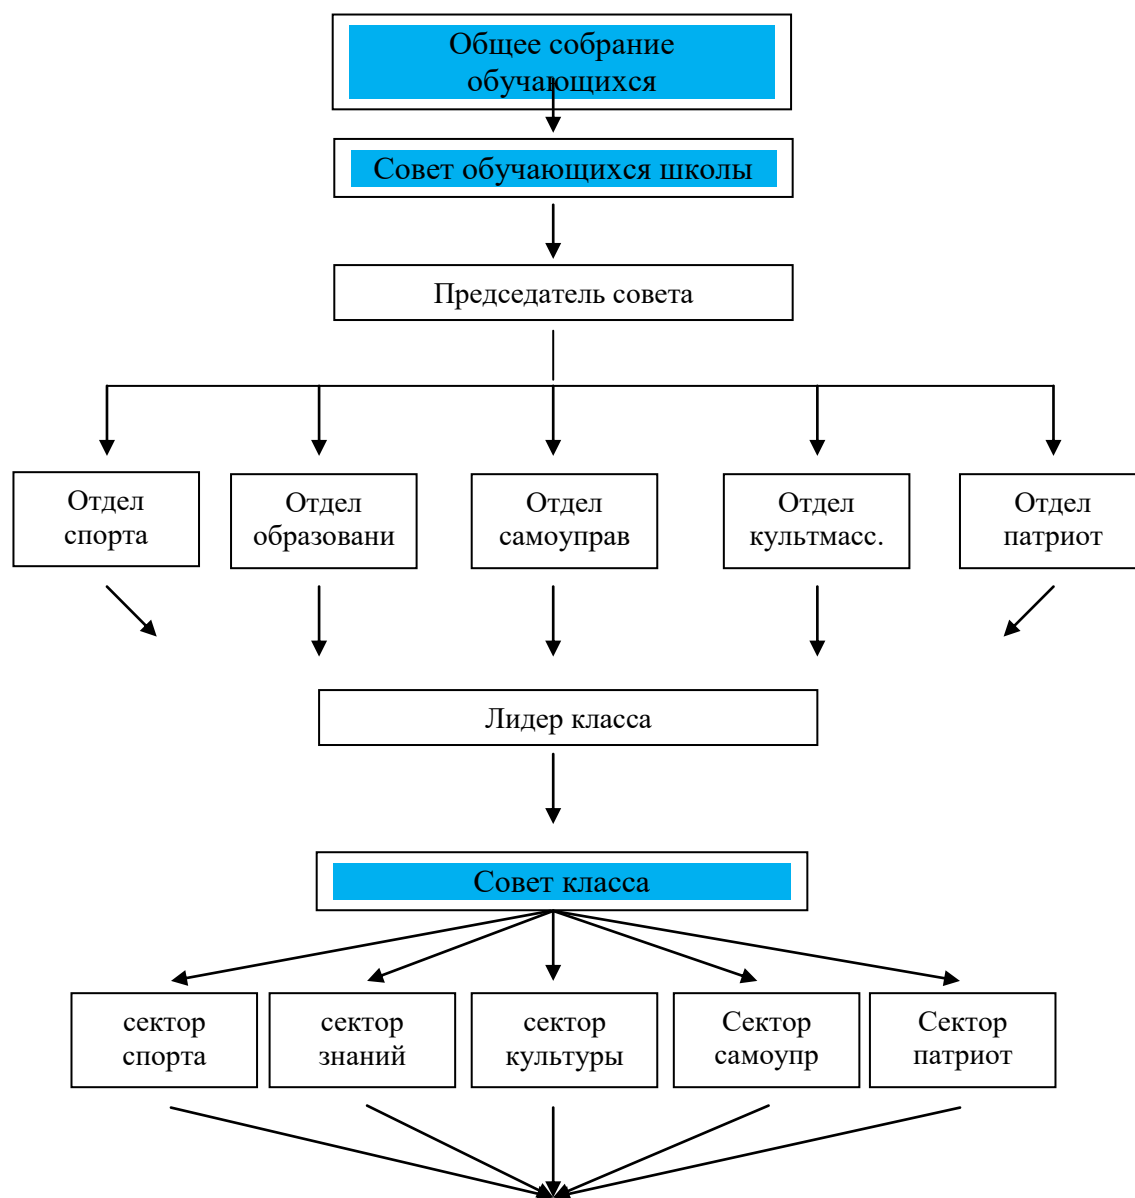 Общее собрание
обучающихся
Совет обучающихся школы
Председатель совета
Отдел
спорта
Отдел
образовани
Отдел
самоуправ
Отдел
культмасс.
Отдел
патриот
Лидер класса
Совет класса
сектор
спорта
сектор
знаний
сектор
культуры
Сектор
самоупр
Сектор
патриот